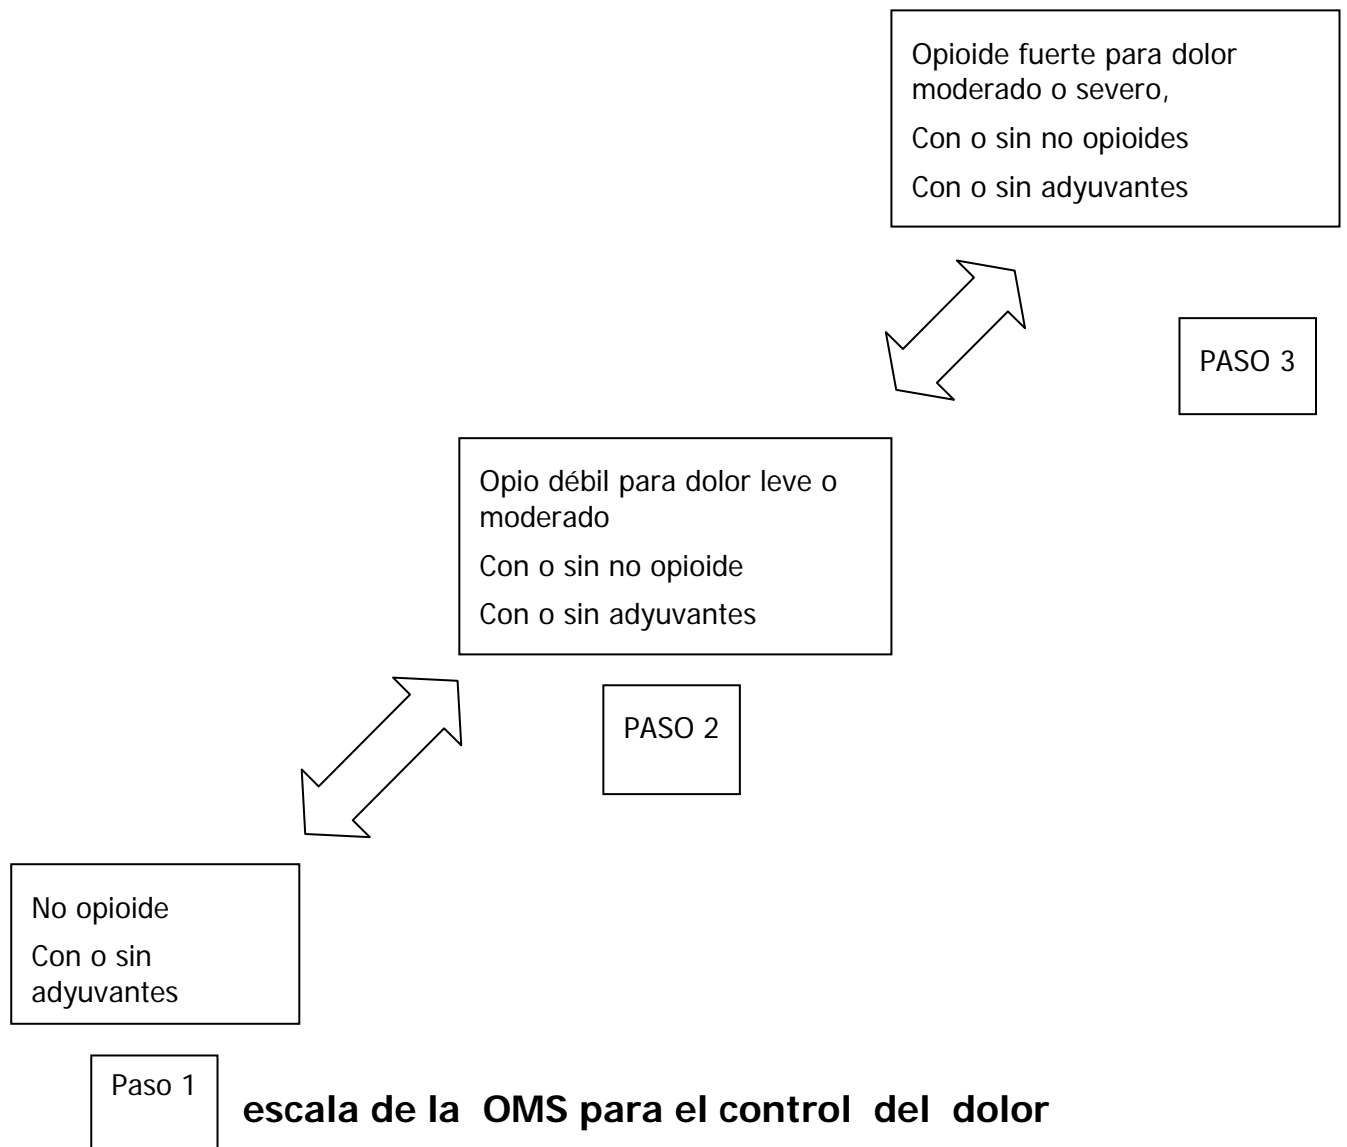 Opioide fuerte para dolor
moderado o severo,
Con o sin no opioides
Con o sin adyuvantes
PASO 3
Opio débil para dolor leve o
moderado
Con o sin no opioide
Con o sin adyuvantes
PASO 2
No opioide
Con o sin
adyuvantes
Paso 1
escala de la OMS para el control del dolor